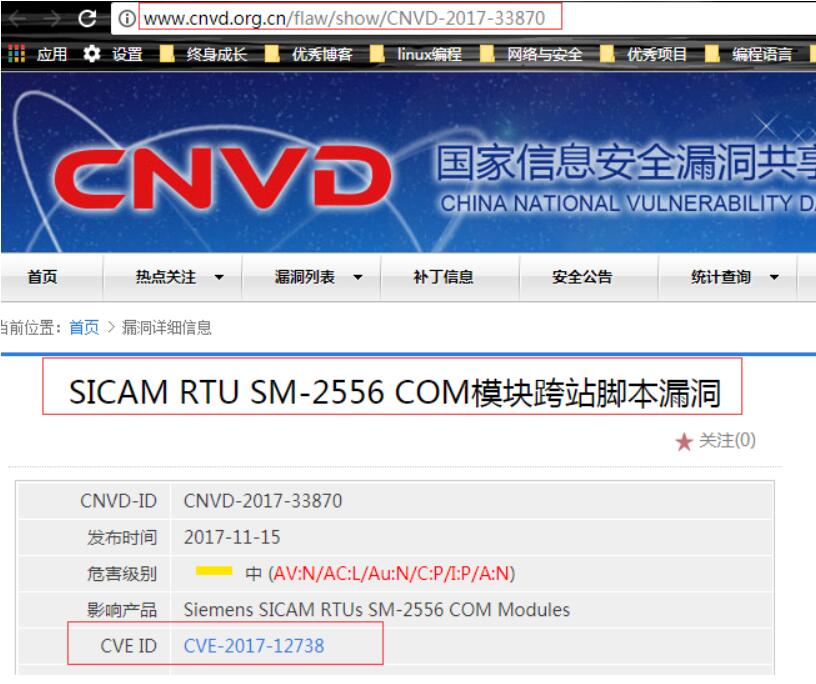 www.cnvd.org.cn/flaw/show/CNVD-2017-33870
应用 设置 终身成长 优秀博客 linux编程 网络与安全 优秀项目 编程语言
CNVD 国家信息安全漏洞共享
CHINA NATIONAL VULNERABILITY DA
首页 热点关注 漏洞列表 补丁信息 安全公告 统计查询
当前位置: 首页 > 漏洞详细信息
SICAM RTU SM-2556 COM模块跨站脚本漏洞
关注(0)
CNVD-ID CNVD-2017-33870
发布时间 2017-11-15
危害级别 中 (AV:N/AC:L/Au:N/C:P/I:P/A:N)
影响产品 Siemens SICAM RTUs SM-2556 COM Modules
CVE ID CVE-2017-12738